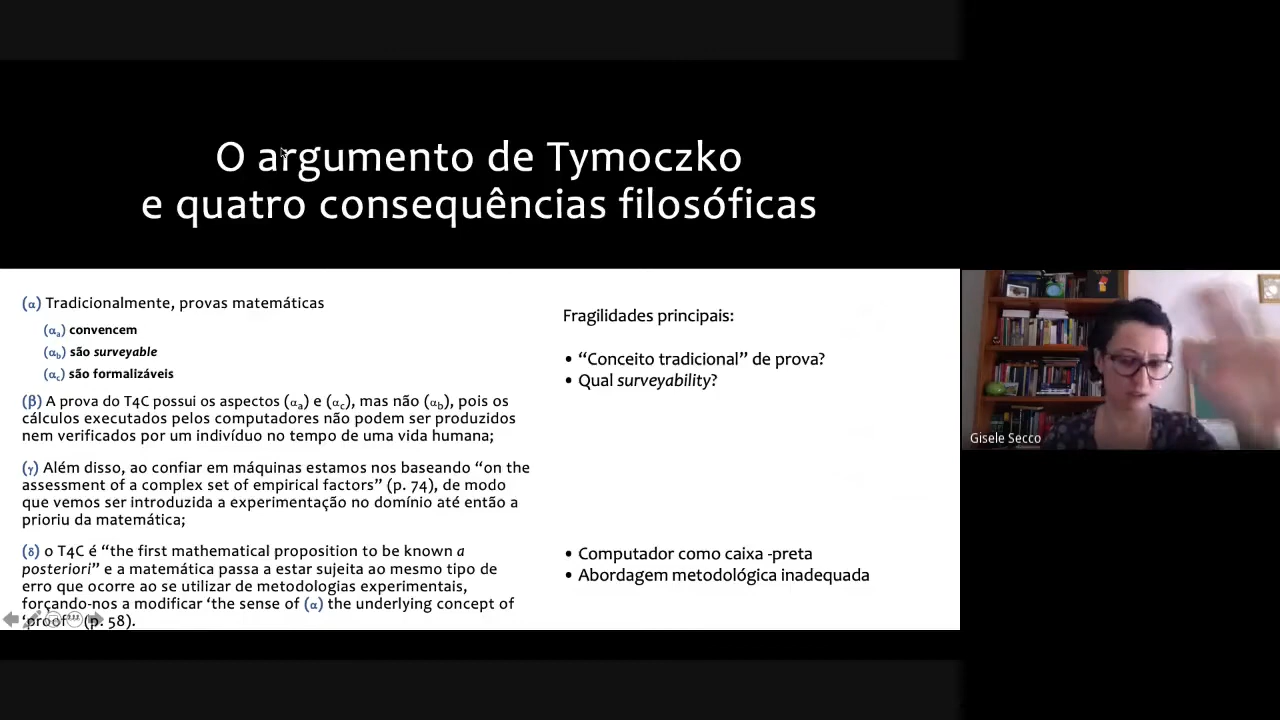 O argumento de Tymoczko
e quatro consequências filosóficas
(α) Tradicionalmente, provas matemáticas
(αa) convencem
(αb) são surveyable
(αc) são formalizáveis
(β) A prova do T4C possui os aspectos (αa) e (αc), mas não (αb), pois os
cálculos executados pelos computadores não podem ser produzidos
nem verificados por um indivíduo no tempo de uma vida humana;
(γ) Além disso, ao confiar em máquinas estamos nos baseando “on the
assessment of a complex set of empirical factors” (p. 74), de modo
que vemos ser introduzida a experimentação no domínio até então a
prioriu da matemática;
(δ) o T4C é “the first mathematical proposition to be known a
posteriori” e a matemática passa a estar sujeita ao mesmo tipo de
erro que ocorre ao se utilizar de metodologias experimentais,
forçando-nos a modificar ‘the sense of (α) the underlying concept of
‘proof’” (p. 58).
Fragilidades principais:
• “Conceito tradicional” de prova?
• Qual surveyability?
• Computador como caixa -preta
• Abordagem metodológica inadequada
Gisele Secco